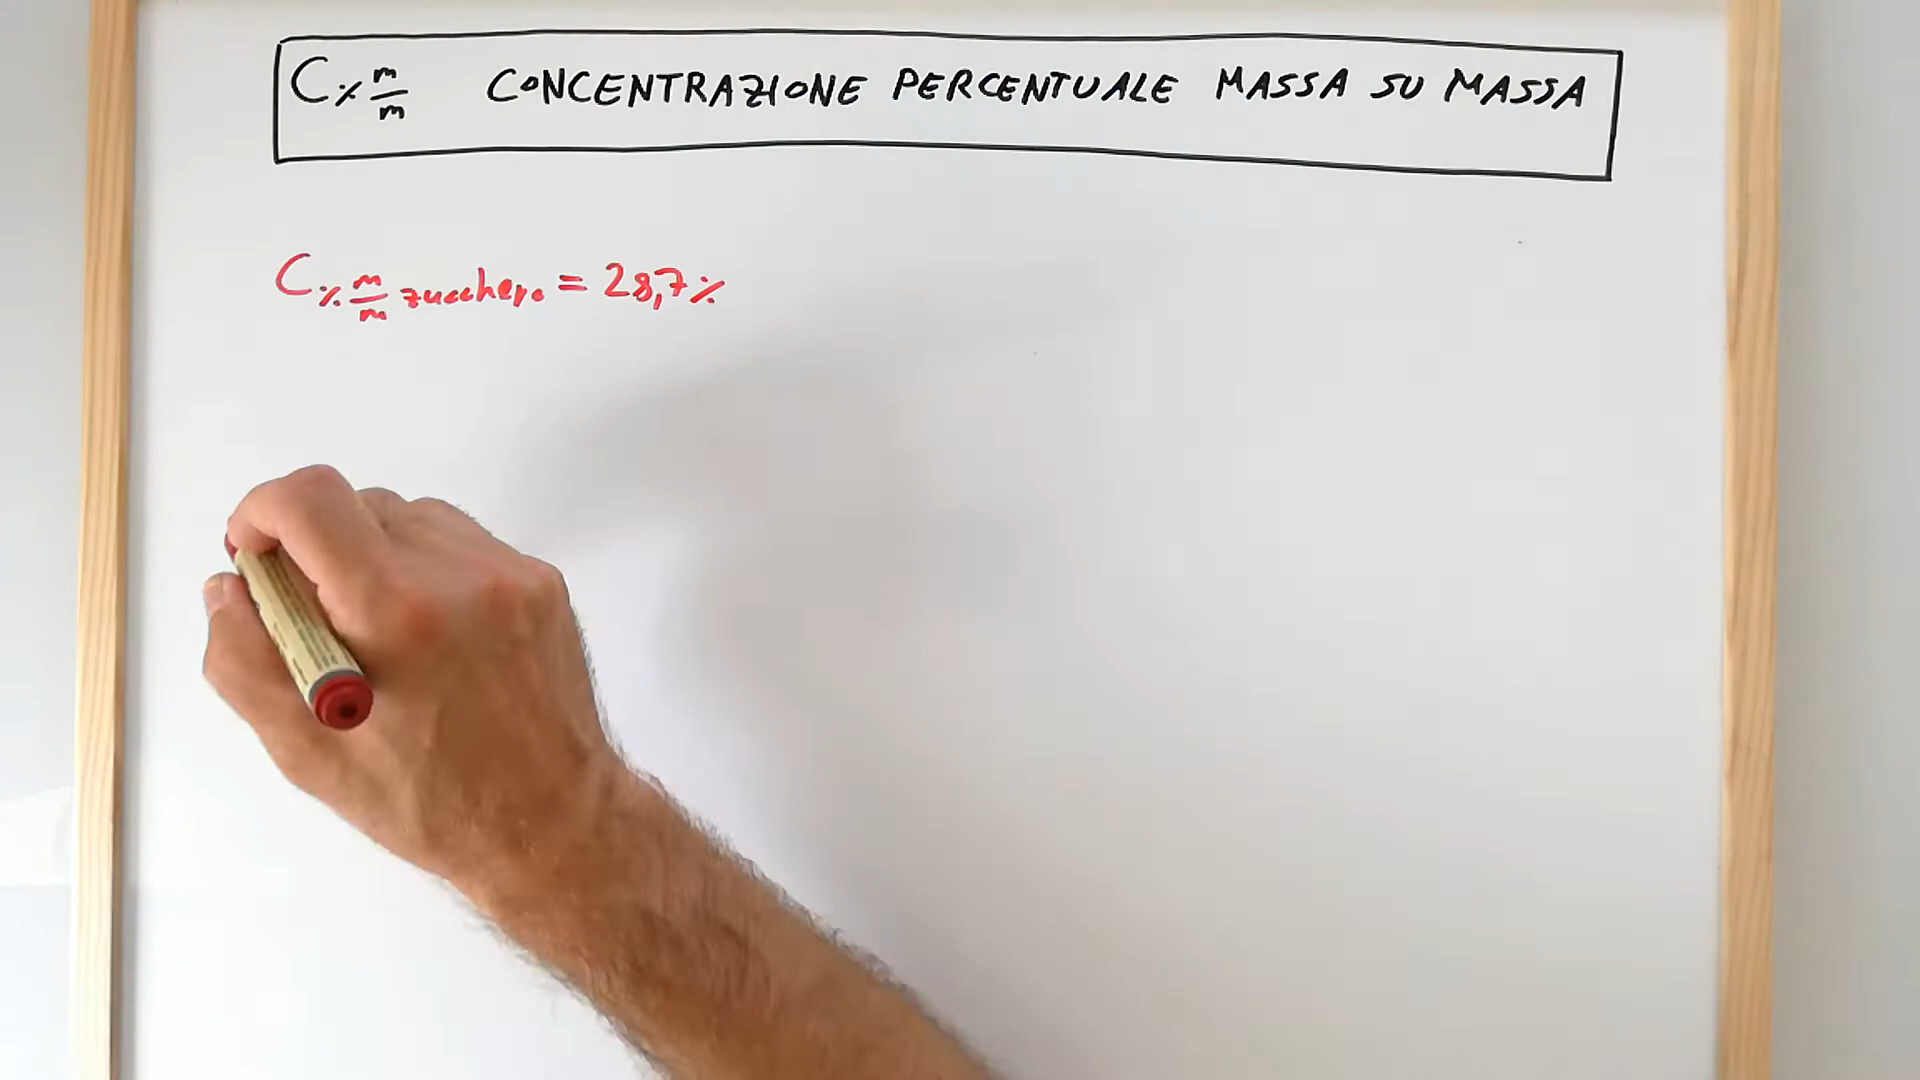 C% m/m CONCENTRAZIONE PERCENTUALE MASSA SU MASSA
C% m/m zucchero = 28,7%